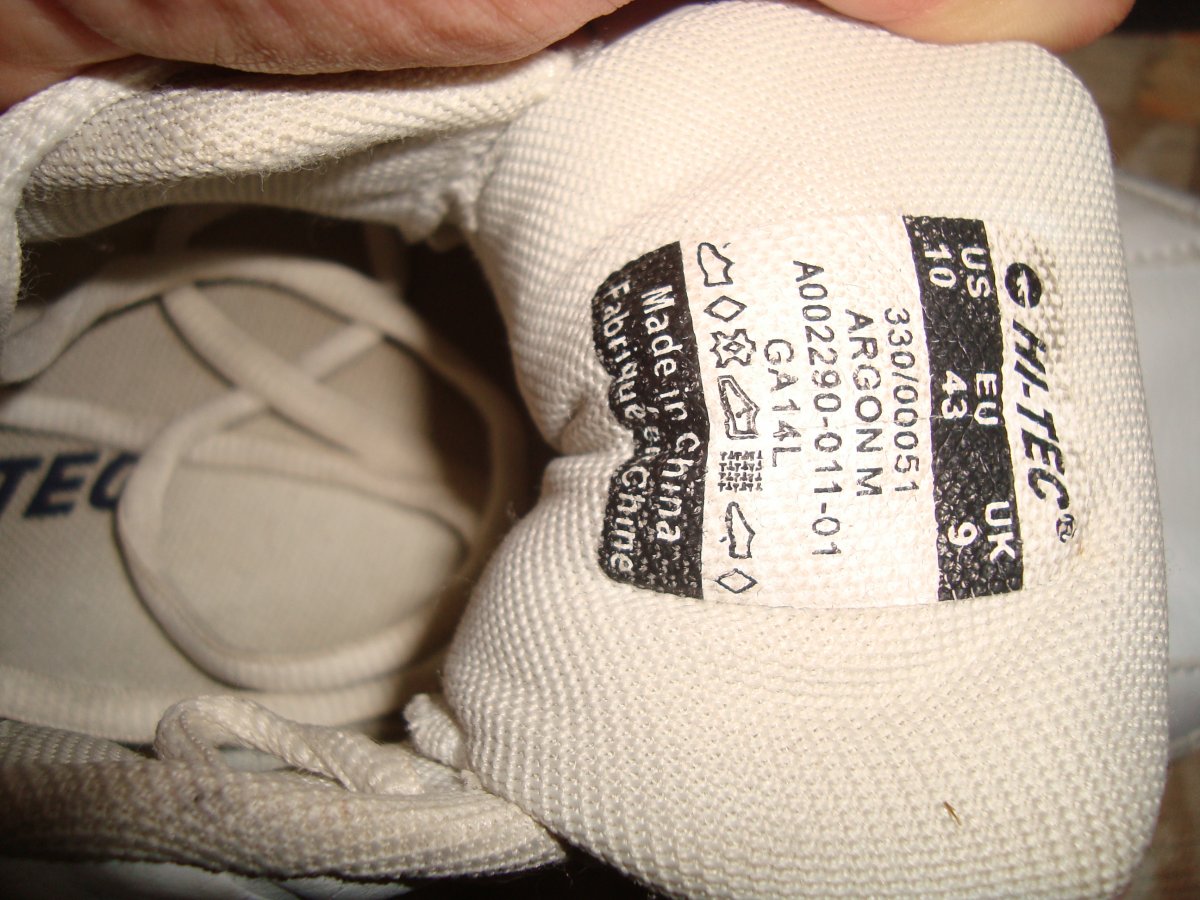 HI-TEC®
US EU UK
10 43 9
330/00051
ARGON M
A002290-011-01
GA14L
Made in China
Fabriqué en Chine
TEC